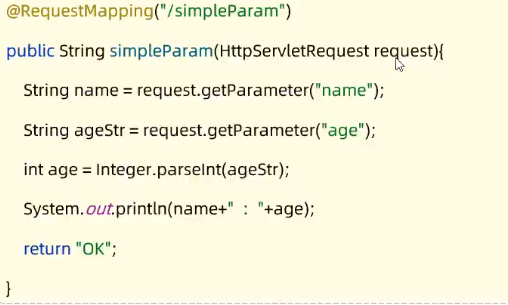 @RequestMapping("/simpleParam")
public String simpleParam(HttpServletRequest request){
String name = request.getParameter("name");
String ageStr = request.getParameter("age");
int age = Integer.parseInt(ageStr);
System.out.println(name+" : "+age);
return "OK";
}